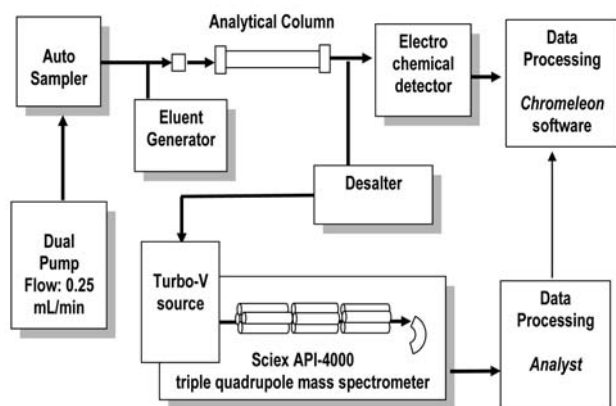 Analytical Column
Auto
Sampler
Electro
chemical
detector
Data
Processing
Chromeleon
software
Eluent
Generator
Desalter
Dual
Pump
Flow: 0.25
mL/min
Turbo-V
source
Sciex API-4000
triple quadrupole mass spectrometer
Data
Processing
Analyst